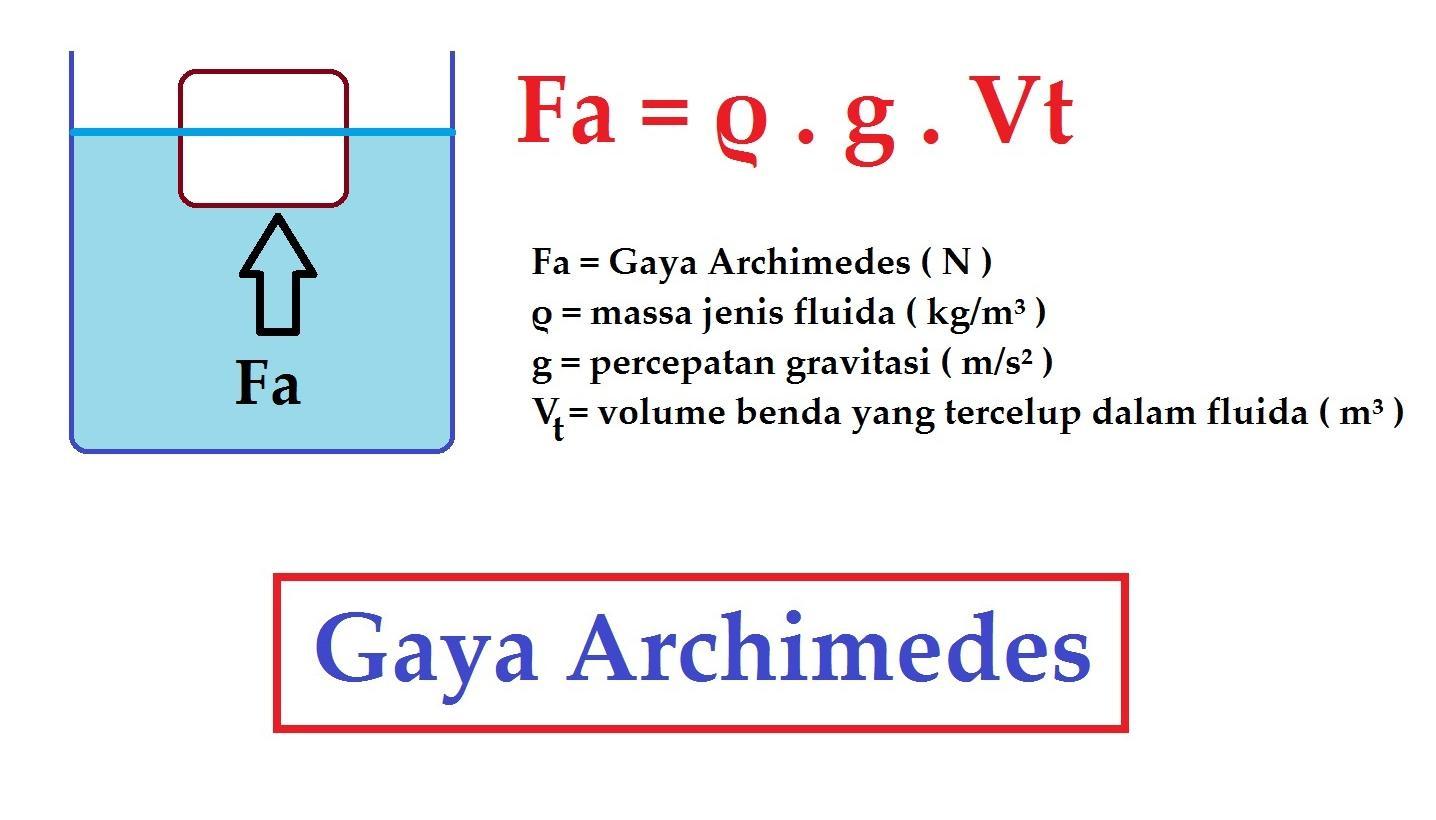 Fa = ϱ . g . Vt
Fa = Gaya Archimedes ( N )
ϱ = massa jenis fluida ( kg/m³ )
g = percepatan gravitasi ( m/s² )
Vt = volume benda yang tercelup dalam fluida ( m³ )
Fa
Gaya Archimedes